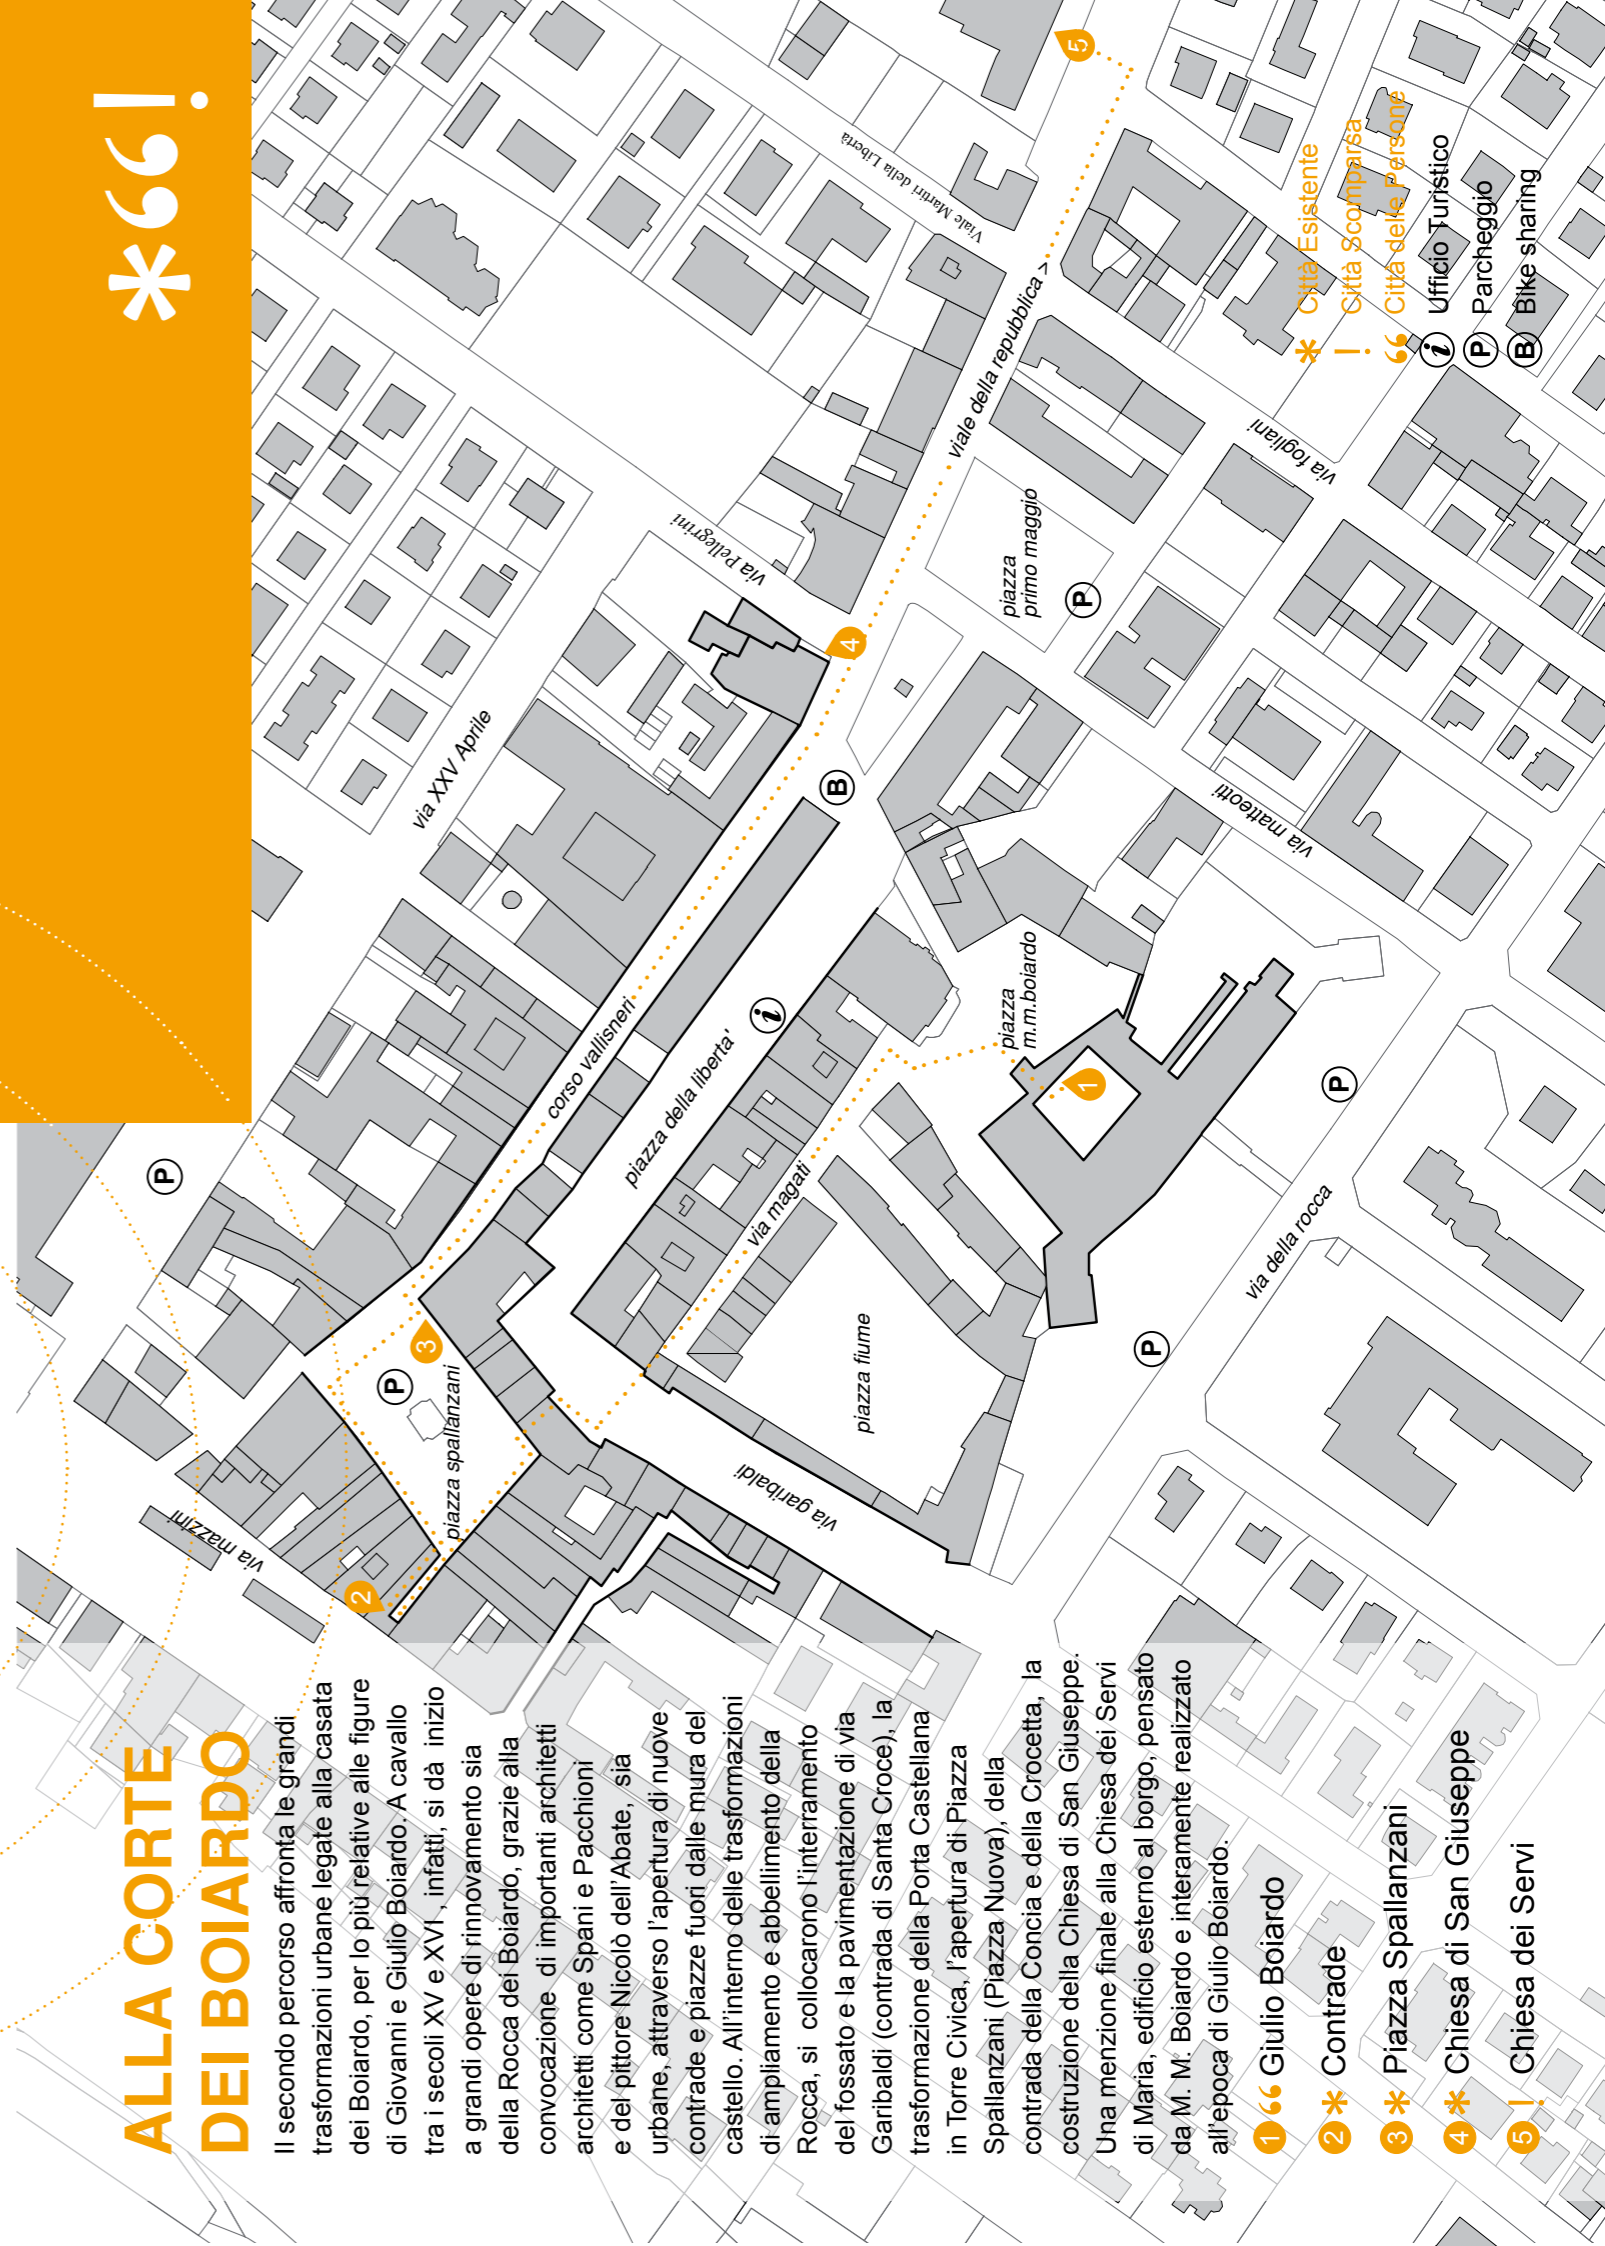 *“!
ALLA CORTE
DEI BOIARDO
Il secondo percorso affronta le grandi
trasformazioni urbane legate alla casata
dei Boiardo, per lo più relative alle figure
di Giovanni e Giulio Boiardo. A cavallo
tra i secoli XV e XVI , infatti, si dà inizio
a grandi opere di rinnovamento sia
della Rocca dei Boiardo, grazie alla
convocazione di importanti architetti
architetti come Spani e Pacchioni
e del pittore Nicolò dell'Abate, sia
urbane, attraverso l'apertura di nuove
contrade e piazze fuori dalle mura del
castello. All'interno delle trasformazioni
di ampliamento e abbellimento della
Rocca, si collocarono l'interramento
del fossato e la pavimentazione di via
Garibaldi (contrada di Santa Croce), la
trasformazione della Porta Castellana
in Torre Civica, l'apertura di Piazza
Spallanzani (Piazza Nuova), della
contrada della Concia e della Crocetta, la
costruzione della Chiesa di San Giuseppe.
Una menzione finale alla Chiesa dei Servi
di Maria, edificio esterno al borgo, pensato
da M. M. Boiardo e interamente realizzato
all'epoca di Giulio Boiardo.
1 “ Giulio Boiardo
2 * Contrade
3 * Piazza Spallanzani
4 * Chiesa di San Giuseppe
5 ! Chiesa dei Servi
via mazzini
2
piazza spallanzani
P
3
P
via garibaldi
piazza fiume
via magati
piazza della liberta'
i
corso vallisneri
via XXV Aprile
via Pellegrini
B
4
piazza
m.m.boiardo
1
P
P
via della rocca
via matteotti
piazza
primo maggio
P
via fogliani
viale della repubblica >
Viale Martiri della Libertà
5
* Città Esistente
! Città Scomparsa
“ Città delle Persone
i Ufficio Turistico
P Parcheggio
B Bike sharing